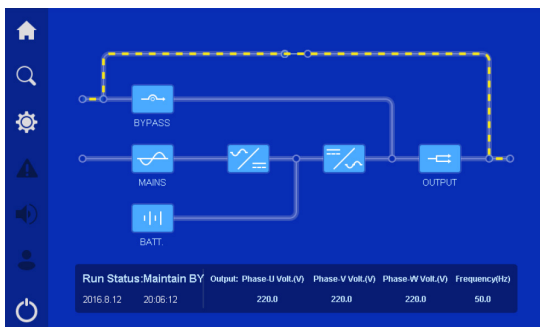 BYPASS
MAINS
OUTPUT
BATT.
Run Status:Maintain BY
Output: Phase-U Volt.(V) Phase-V Volt.(V) Phase-W Volt.(V) Frequency(Hz)
2016.8.12 20:06:12 220.0 220.0 220.0 50.0